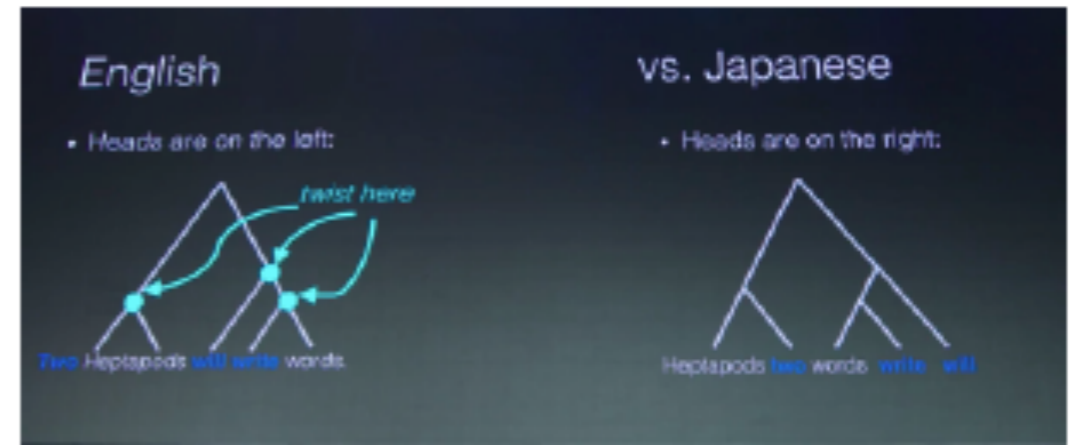 English
• Heads are on the left:
twist here
Two Heptapods will write words
vs. Japanese
• Heads are on the right:
Heptapods two words write will